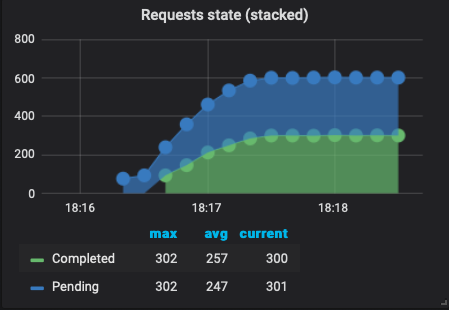 Requests state (stacked)
800
600
400
200
0
18:16 18:17 18:18
max avg current
Completed 302 257 300
Pending 302 247 301